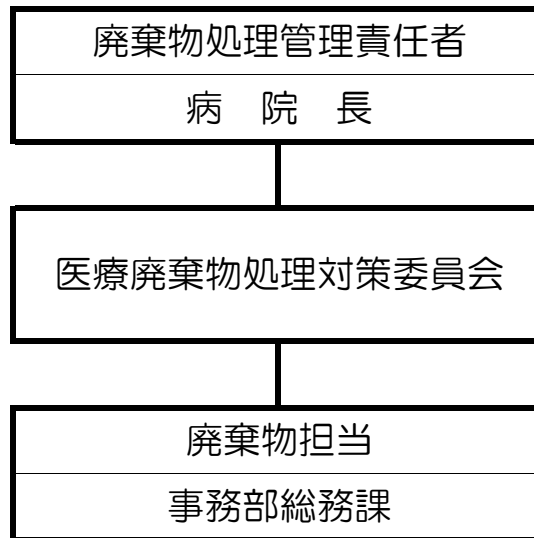 廃棄物処理管理責任者
病　院　長
医療廃棄物処理対策委員会
廃棄物担当
事務部総務課